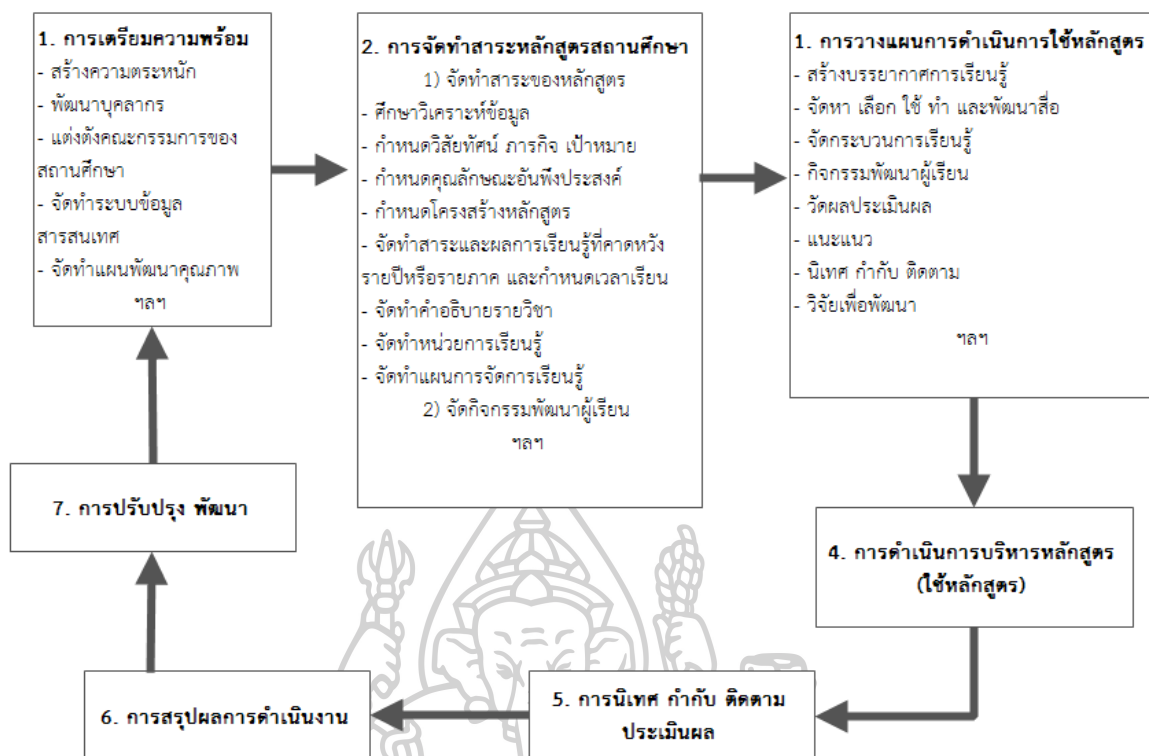 1. การเตรียมความพร้อม
- สร้างความตระหนัก
- พัฒนาบุคลากร
- แต่งตังคณะกรรมการของ
สถานศึกษา
- จัดทำระบบข้อมูล
สารสนเทศ
- จัดทำแผนพัฒนาคุณภาพ
ฯลฯ
2. การจัดทำสาระหลักสูตรสถานศึกษา
1) จัดทำสาระของหลักสูตร
- ศึกษาวิเคราะห์ข้อมูล
- กำหนดวิสัยทัศน์ ภารกิจ เป้าหมาย
- กำหนดคุณลักษณะอันพึงประสงค์
- กำหนดโครงสร้างหลักสูตร
- จัดทำสาระและผลการเรียนรู้ที่คาดหวัง
รายปีหรือรายภาค และกำหนดเวลาเรียน
- จัดทำคำอธิบายรายวิชา
- จัดทำหน่วยการเรียนรู้
- จัดทำแผนการจัดการเรียนรู้
2) จัดกิจกรรมพัฒนาผู้เรียน
ฯลฯ
1. การวางแผนการดำเนินการใช้หลักสูตร
- สร้างบรรยากาศการเรียนรู้
- จัดหา เลือก ใช้ ทำ และพัฒนาสื่อ
- จัดกระบวนการเรียนรู้
- กิจกรรมพัฒนาผู้เรียน
- วัดผลประเมินผล
- แนะแนว
- นิเทศ กำกับ ติดตาม
- วิจัยเพื่อพัฒนา
ฯลฯ
4. การดำเนินการบริหารหลักสูตร
(ใช้หลักสูตร)
5. การนิเทศ กำกับ ติดตาม
ประเมินผล
6. การสรุปผลการดำเนินงาน
7. การปรับปรุง พัฒนา